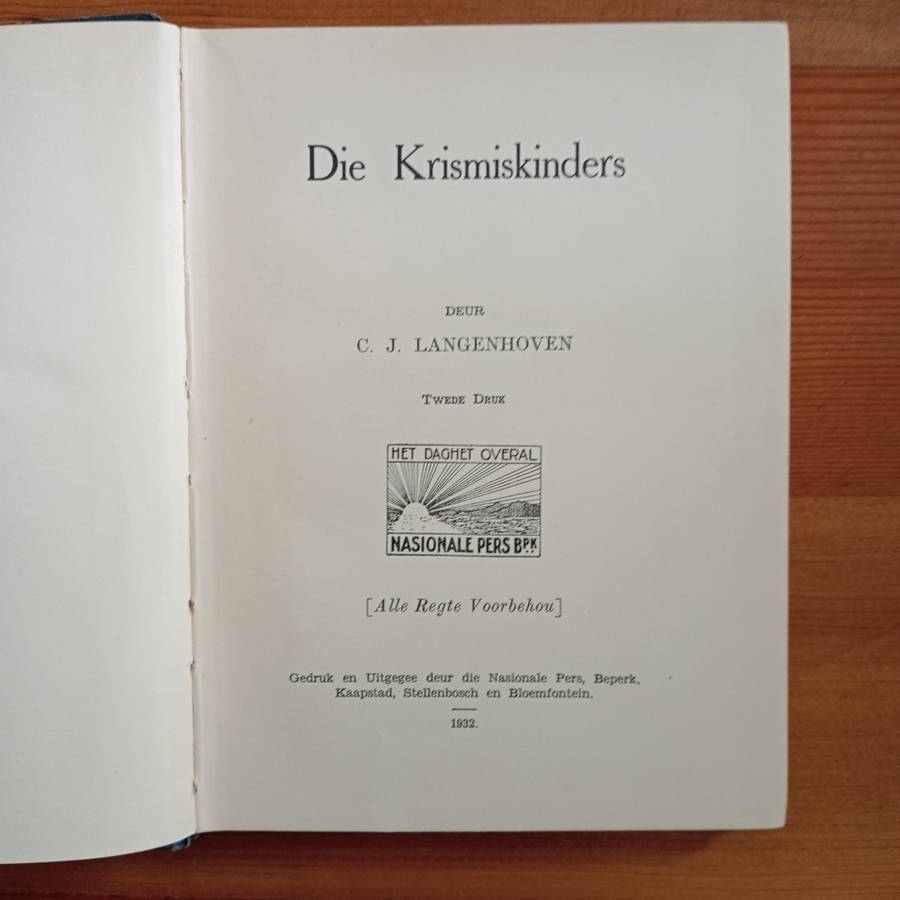 Die Krismiskinders
DEUR
C. J. LANGENHOVEN
TWEDE DRUK
HET DAGHET OVERAL
NASIONALE PERS BPK
[Alle Regte Voorbehou]
Gedruk en Uitgegee deur die Nasionale Pers, Beperk,
Kaapstad, Stellenbosch en Bloemfontein.
1932.